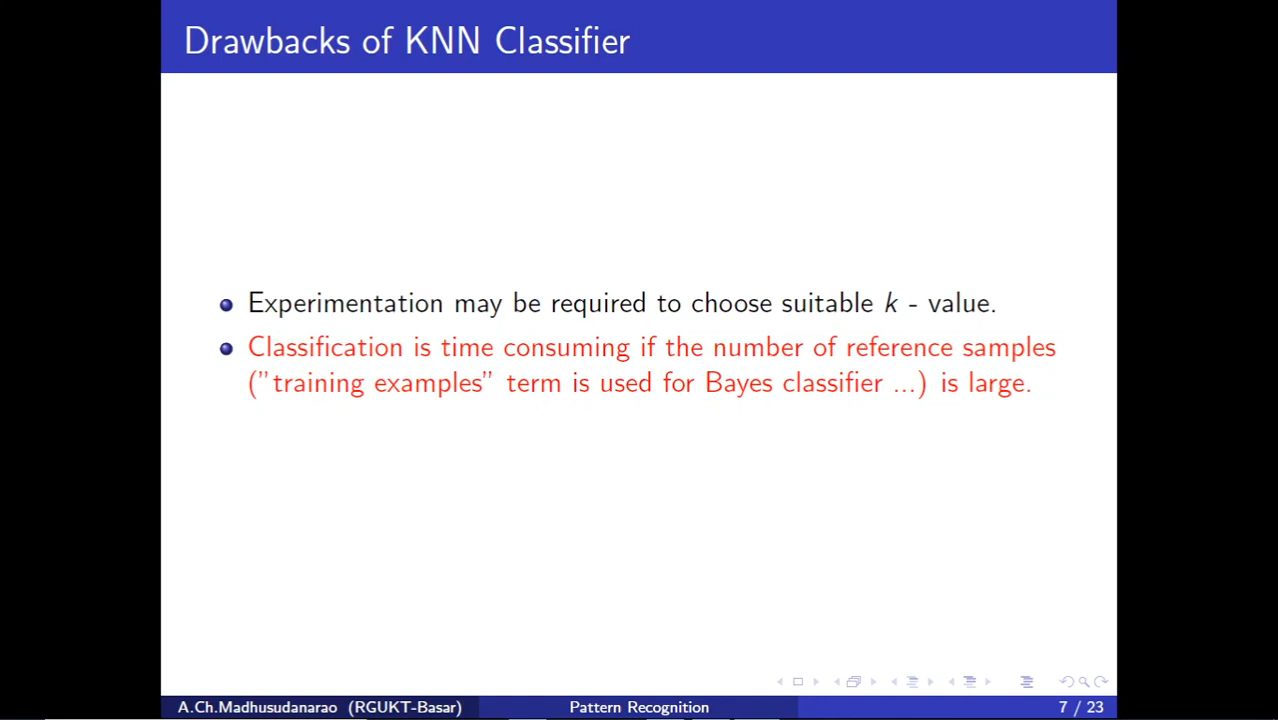 Drawbacks of KNN Classifier
Experimentation may be required to choose suitable k - value.
Classification is time consuming if the number of reference samples
("training examples" term is used for Bayes classifier ...) is large.
A.Ch.Madhusudanarao (RGUKT-Basar) Pattern Recognition 7 / 23